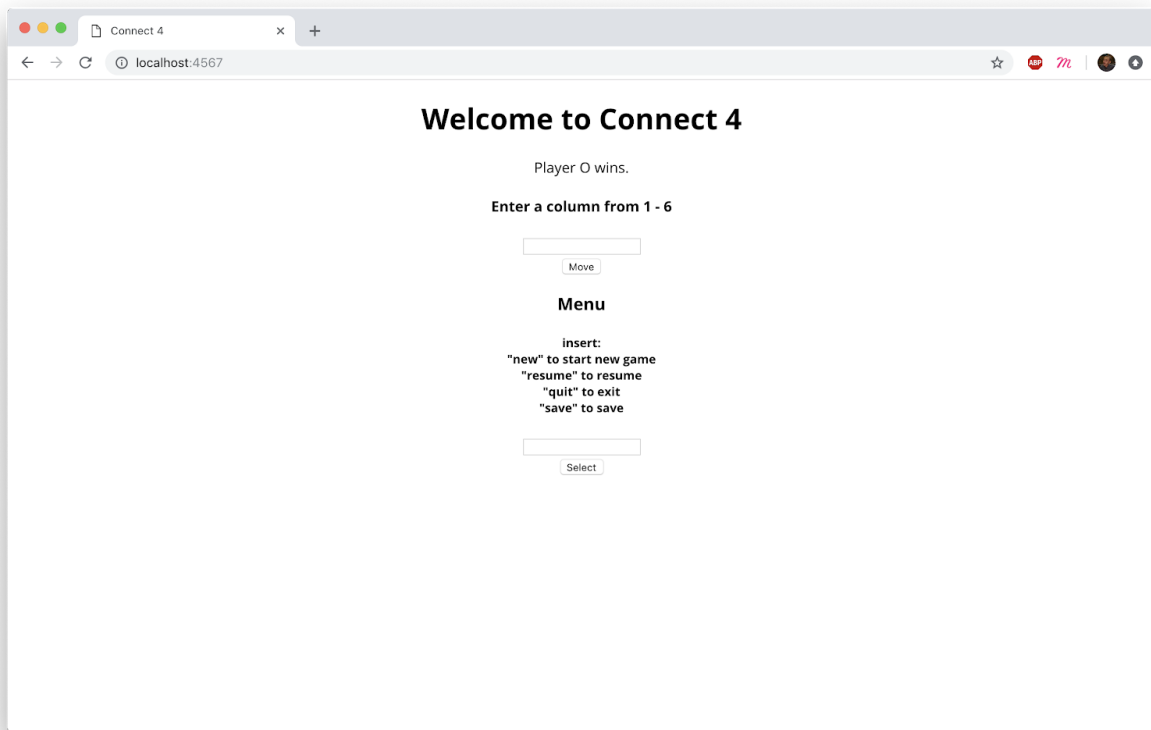 Connect 4
localhost:4567
ABP
m
Welcome to Connect 4
Player O wins.
Enter a column from 1 - 6
Move
Menu
insert:
"new" to start new game
"resume" to resume
"quit" to exit
"save" to save
Select